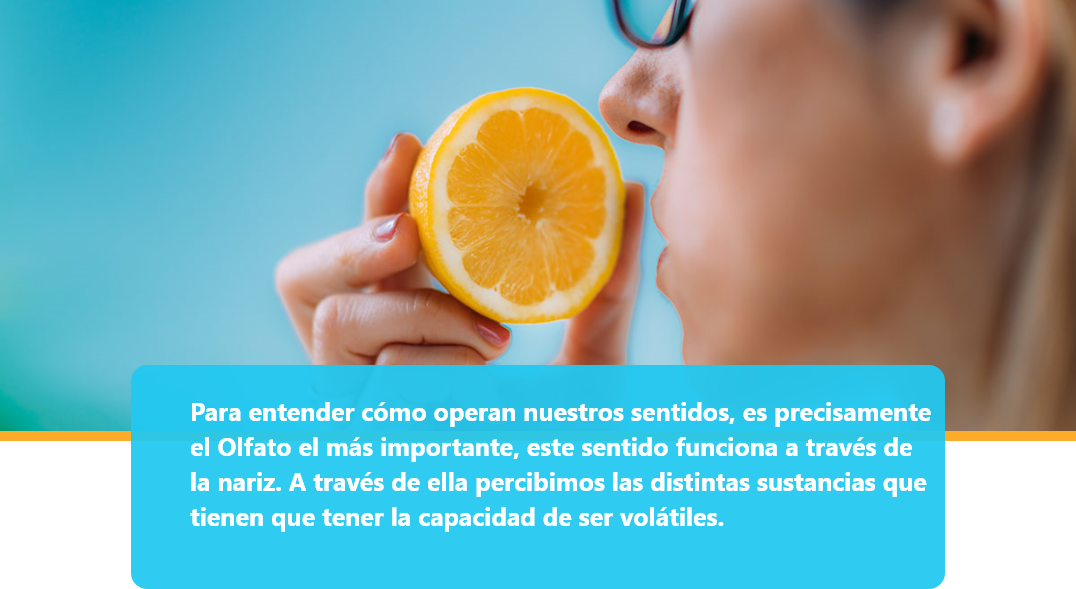 Para entender cómo operan nuestros sentidos, es precisamente
el Olfato el más importante, este sentido funciona a través de
la nariz. A través de ella percibimos las distintas sustancias que
tienen que tener la capacidad de ser volátiles.